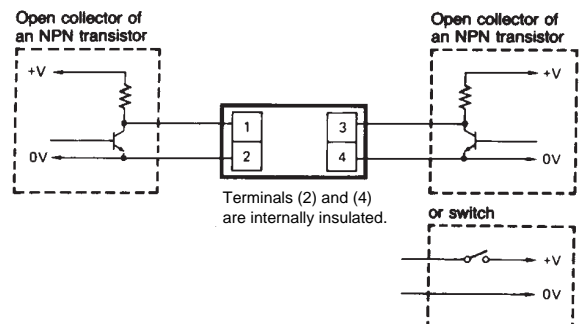 Open collector of
an NPN transistor
+V
0V
1
2
3
4
Terminals (2) and (4)
are internally insulated.
Open collector of
an NPN transistor
+V
0V
or switch
+V
0V